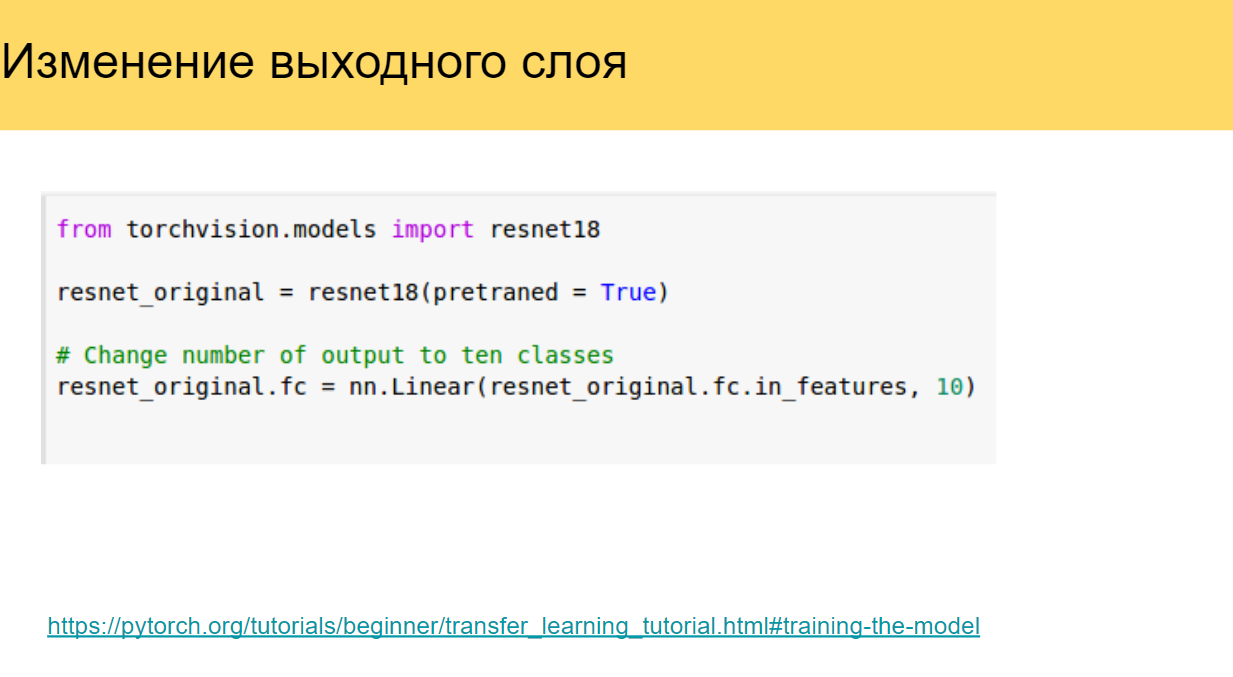 Изменение выходного слоя
from torchvision.models import resnet18
resnet_original = resnet18(pretraned = True)
# Change number of output to ten classes
resnet_original.fc = nn.Linear(resnet_original.fc.in_features, 10)
https://pytorch.org/tutorials/beginner/transfer_learning_tutorial.html#training-the-model